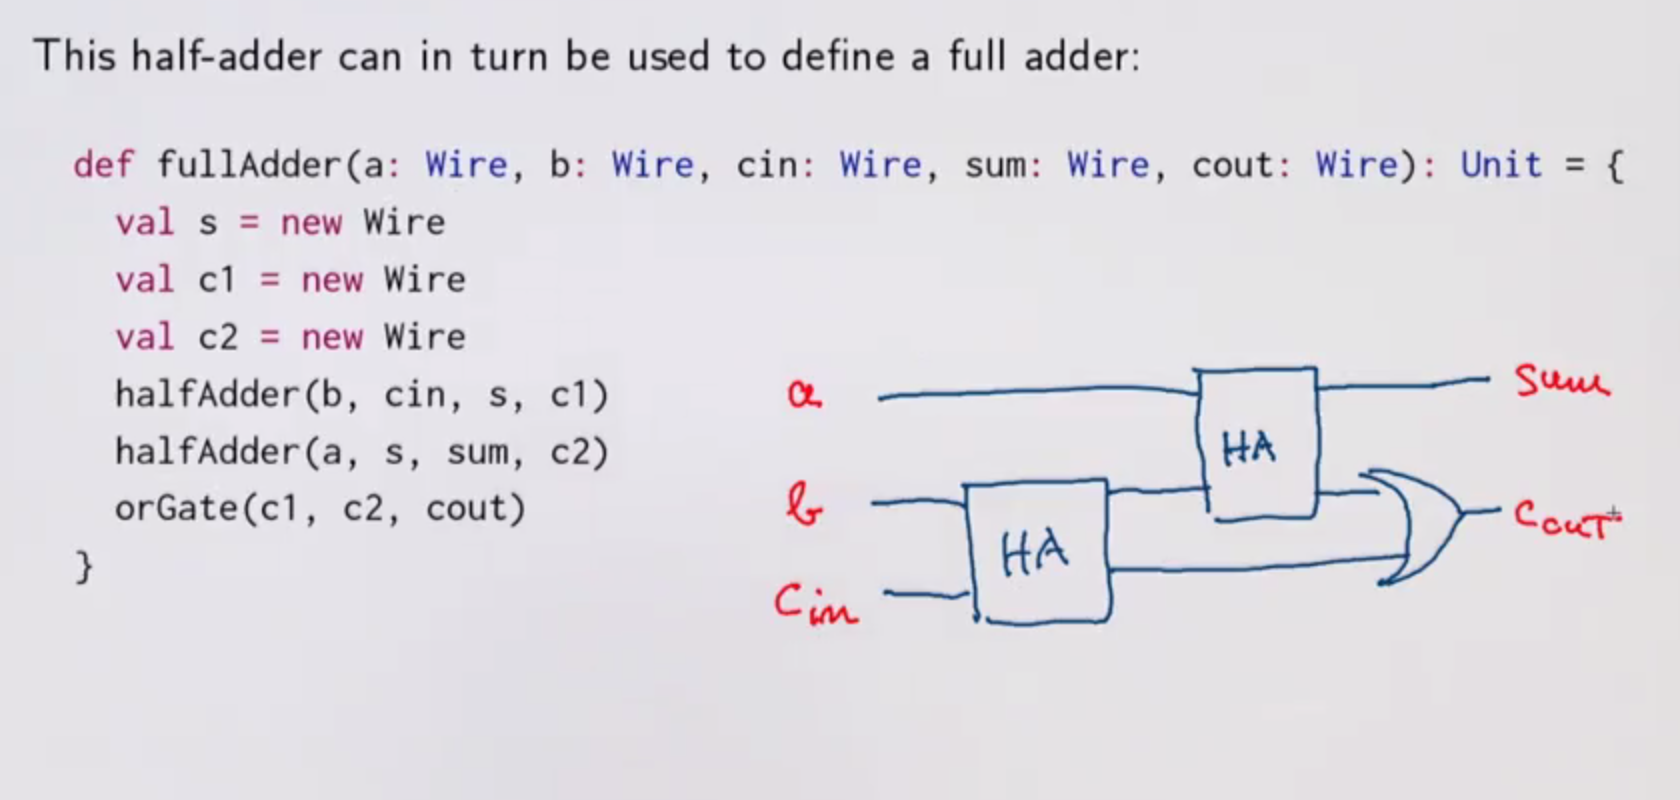 This half-adder can in turn be used to define a full adder:
def fullAdder(a: Wire, b: Wire, cin: Wire, sum: Wire, cout: Wire): Unit = {
  val s = new Wire
  val c1 = new Wire
  val c2 = new Wire
  halfAdder(b, cin, s, c1)
  halfAdder(a, s, sum, c2)
  orGate(c1, c2, cout)
}
a
sum
HA
b
Cout
HA
Cin